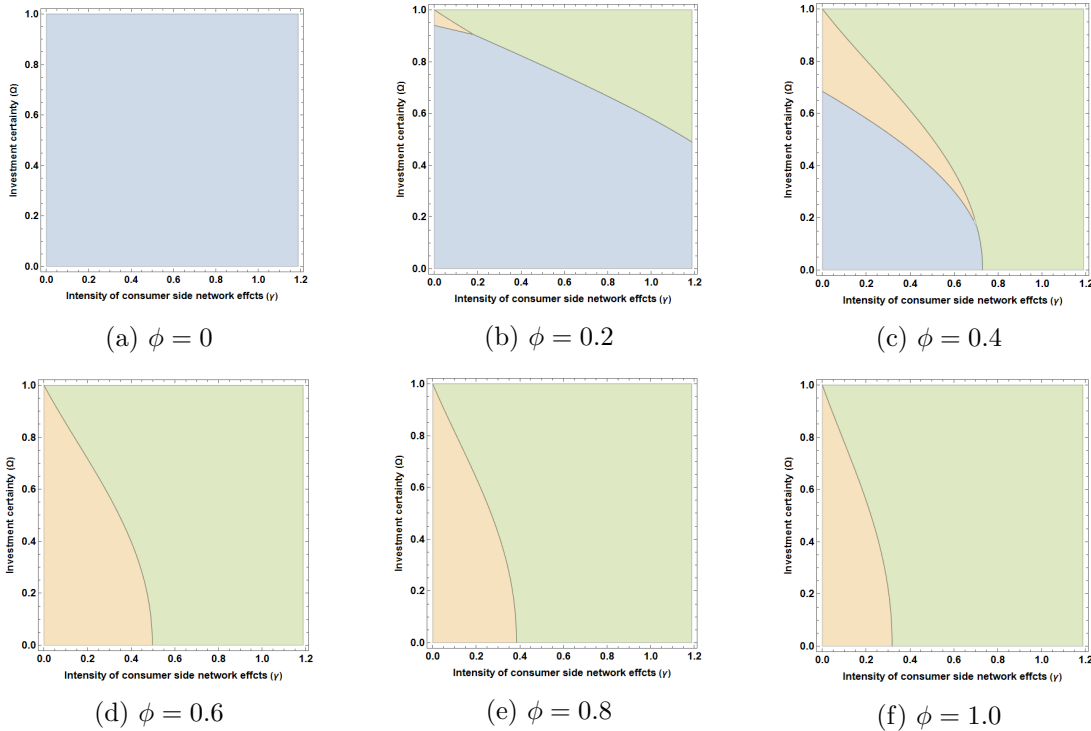 1.0
0.8
0.6
0.4
0.2
0.0
Investment certainty (Ω)
0.0 0.2 0.4 0.6 0.8 1.0 1.2
Intensity of consumer side network effcts (γ)
(a) ϕ = 0
1.0
0.8
0.6
0.4
0.2
0.0
Investment certainty (Ω)
0.0 0.2 0.4 0.6 0.8 1.0 1.2
Intensity of consumer side network effcts (γ)
(b) ϕ = 0.2
1.0
0.8
0.6
0.4
0.2
0.0
Investment certainty (Ω)
0.0 0.2 0.4 0.6 0.8 1.0 1.2
Intensity of consumer side network effcts (γ)
(c) ϕ = 0.4
1.0
0.8
0.6
0.4
0.2
0.0
Investment certainty (Ω)
0.0 0.2 0.4 0.6 0.8 1.0 1.2
Intensity of consumer side network effcts (γ)
(d) ϕ = 0.6
1.0
0.8
0.6
0.4
0.2
0.0
Investment certainty (Ω)
0.0 0.2 0.4 0.6 0.8 1.0 1.2
Intensity of consumer side network effcts (γ)
(e) ϕ = 0.8
1.0
0.8
0.6
0.4
0.2
0.0
Investment certainty (Ω)
0.0 0.2 0.4 0.6 0.8 1.0 1.2
Intensity of consumer side network effcts (γ)
(f) ϕ = 1.0